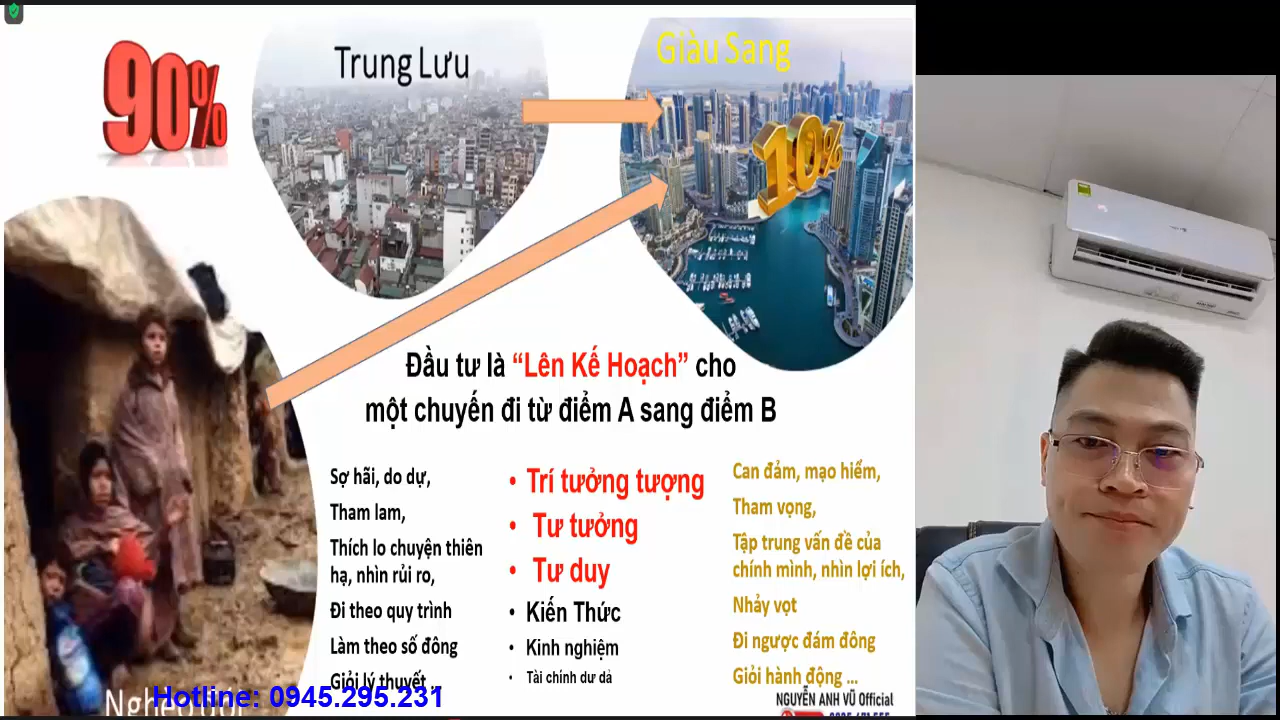 90%
Trung Lưu
Giàu Sang
10%
Đầu tư là “Lên Kế Hoạch” cho
một chuyến đi từ điểm A sang điểm B
Sợ hãi, do dự,
Tham lam,
Thích lo chuyện thiên
hạ, nhìn rủi ro,
Đi theo quy trình
Làm theo số đông
Giỏi lý thuyết
• Trí tưởng tượng
• Tư tưởng
• Tư duy
• Kiến Thức
• Kinh nghiệm
• Tài chính dư dả
Can đảm, mạo hiểm,
Tham vọng,
Tập trung vấn đề của
chính mình, nhìn lợi ích,
Nhảy vọt
Đi ngược đám đông
Giỏi hành động ...
Hotline: 0945.295.231
NGUYỄN ANH VŨ Official